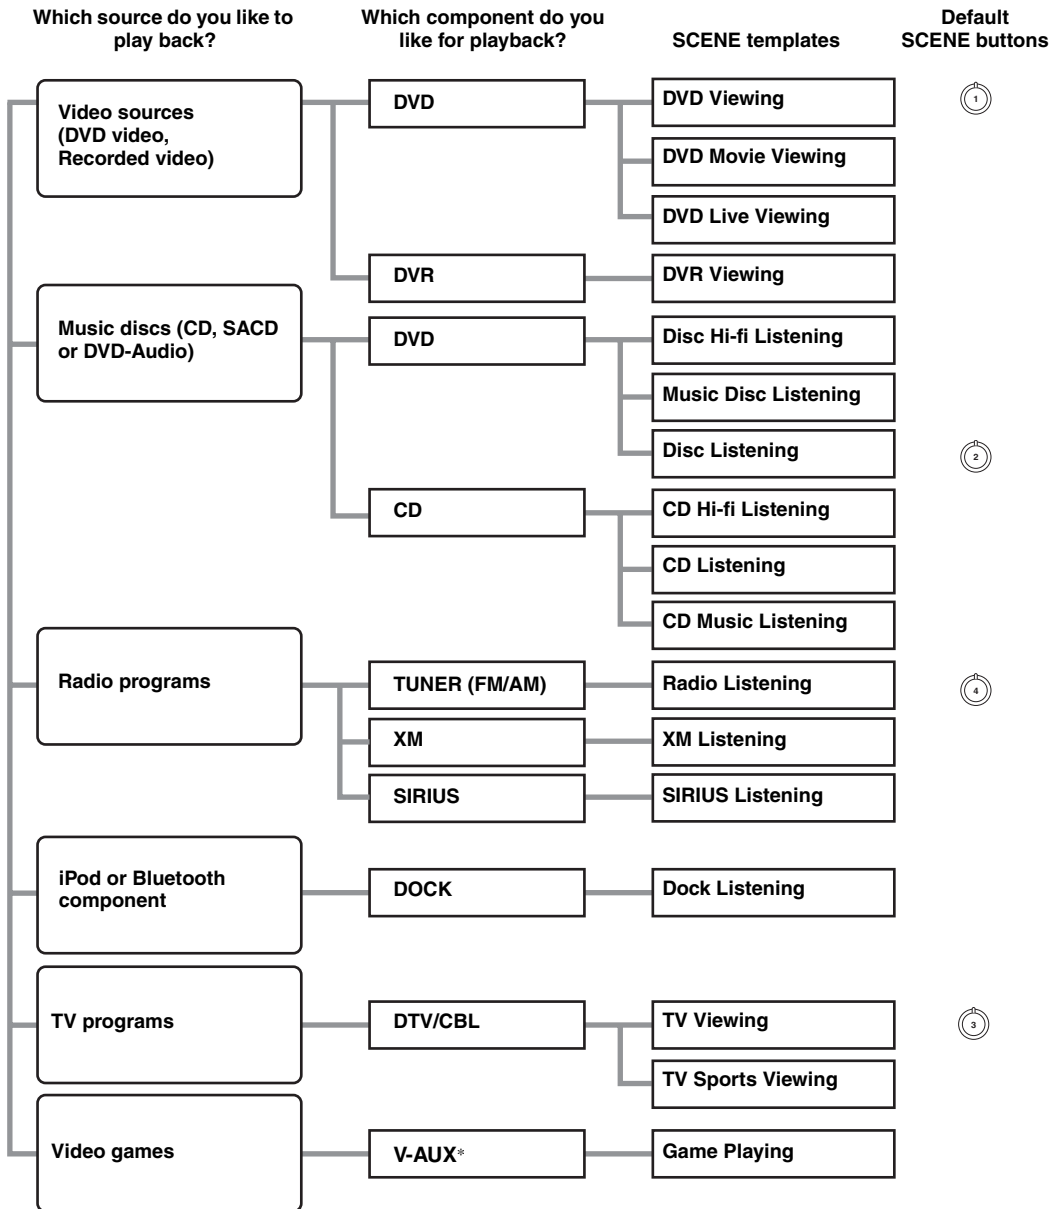 Which source do you like to
play back?
Which component do you
like for playback?
SCENE templates
Default
SCENE buttons
Video sources
(DVD video,
Recorded video)
DVD
DVD Viewing
1
DVD Movie Viewing
DVD Live Viewing
DVR
DVR Viewing
Music discs (CD, SACD
or DVD-Audio)
DVD
Disc Hi-fi Listening
Music Disc Listening
Disc Listening
2
CD
CD Hi-fi Listening
CD Listening
CD Music Listening
Radio programs
TUNER (FM/AM)
Radio Listening
4
XM
XM Listening
SIRIUS
SIRIUS Listening
iPod or Bluetooth
component
DOCK
Dock Listening
TV programs
DTV/CBL
TV Viewing
3
TV Sports Viewing
Video games
V-AUX*
Game Playing